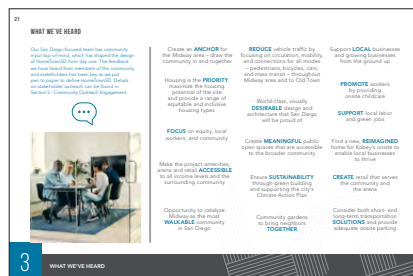 21
WHAT WE'VE HEARD
Our San Diego-focused team has community
input top-of-mind, which has shaped the design
of HomeTownSD from day one. The feedback
we have heard from members of the community
and stakeholders has been key as we put
pen to paper to define HomeTownSD. Details
on stakeholder outreach can be found in
Section 5 - Community Outreach Engagement.
Create an ANCHOR for
the Midway area – draw the
community in and together
Housing is the PRIORITY,
maximize the housing
potential of the site
and provide a range of
equitable and inclusive
housing types
FOCUS on equity, local
workers, and community
Make the project amenities,
arena and retail ACCESSIBLE
to all income levels and the
surrounding community
Opportunity to catalyze
Midway as the most
WALKABLE community
in San Diego
REDUCE vehicle traffic by
focusing on circulation, mobility,
and connections for all modes
– pedestrians, bicycles, cars,
and mass transit – throughout
Midway area and to Old Town
World-class, visually
DESIRABLE design and
architecture that San Diego
will be proud of
Create MEANINGFUL public
open spaces that are accessible
to the broader community
Ensure SUSTAINABILITY
through green building
and supporting the city's
Climate Action Plan
Community gardens
to bring neighbors
TOGETHER
Support LOCAL businesses
and growing businesses
from the ground up
PROMOTE workers
by providing
onsite childcare
SUPPORT local labor
and green jobs
Find a new, REIMAGINED
home for Kobey's onsite to
enable local businesses
to thrive
CREATE retail that serves
the community and
the arena
Consider both short- and
long-term transportation
SOLUTIONS and provide
adequate onsite parking
3
WHAT WE'VE HEARD